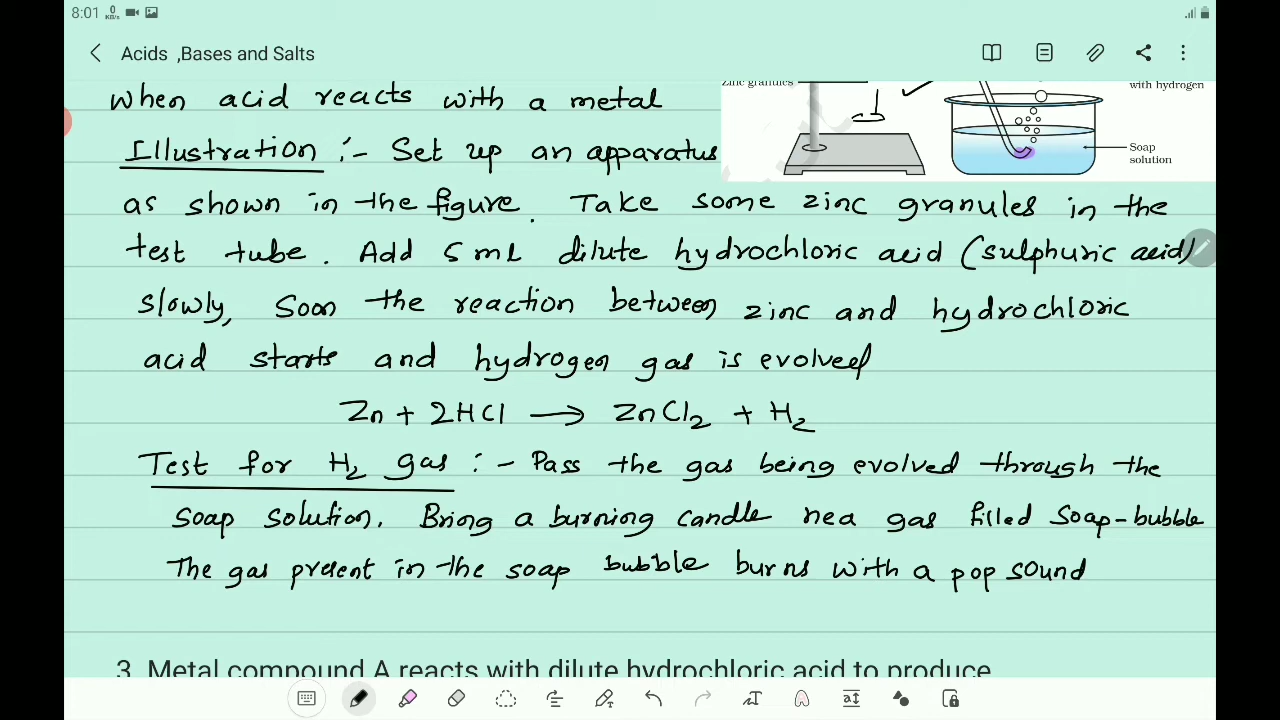 8:01 0 KB/s
Acids ,Bases and Salts
Zinc granules
with hydrogen
When acid reacts with a metal
Illustration :- Set up an apparatus
Soap
solution
as shown in the figure. Take some zinc granules in the
test tube. Add 5 ml dilute hydrochloric acid (sulphuric acid)
slowly, Soon the reaction between zinc and hydrochloric
acid starts and hydrogen gas is evolved
Zn + 2HCl → ZnCl2 + H2
Test for H2 gas :- Pass the gas being evolved through the
soap solution. Bring a burning candle nea gas filled soap-bubble
The gas present in the soap bubble burns with a pop sound
3. Metal compound A reacts with dilute hydrochloric acid to produce